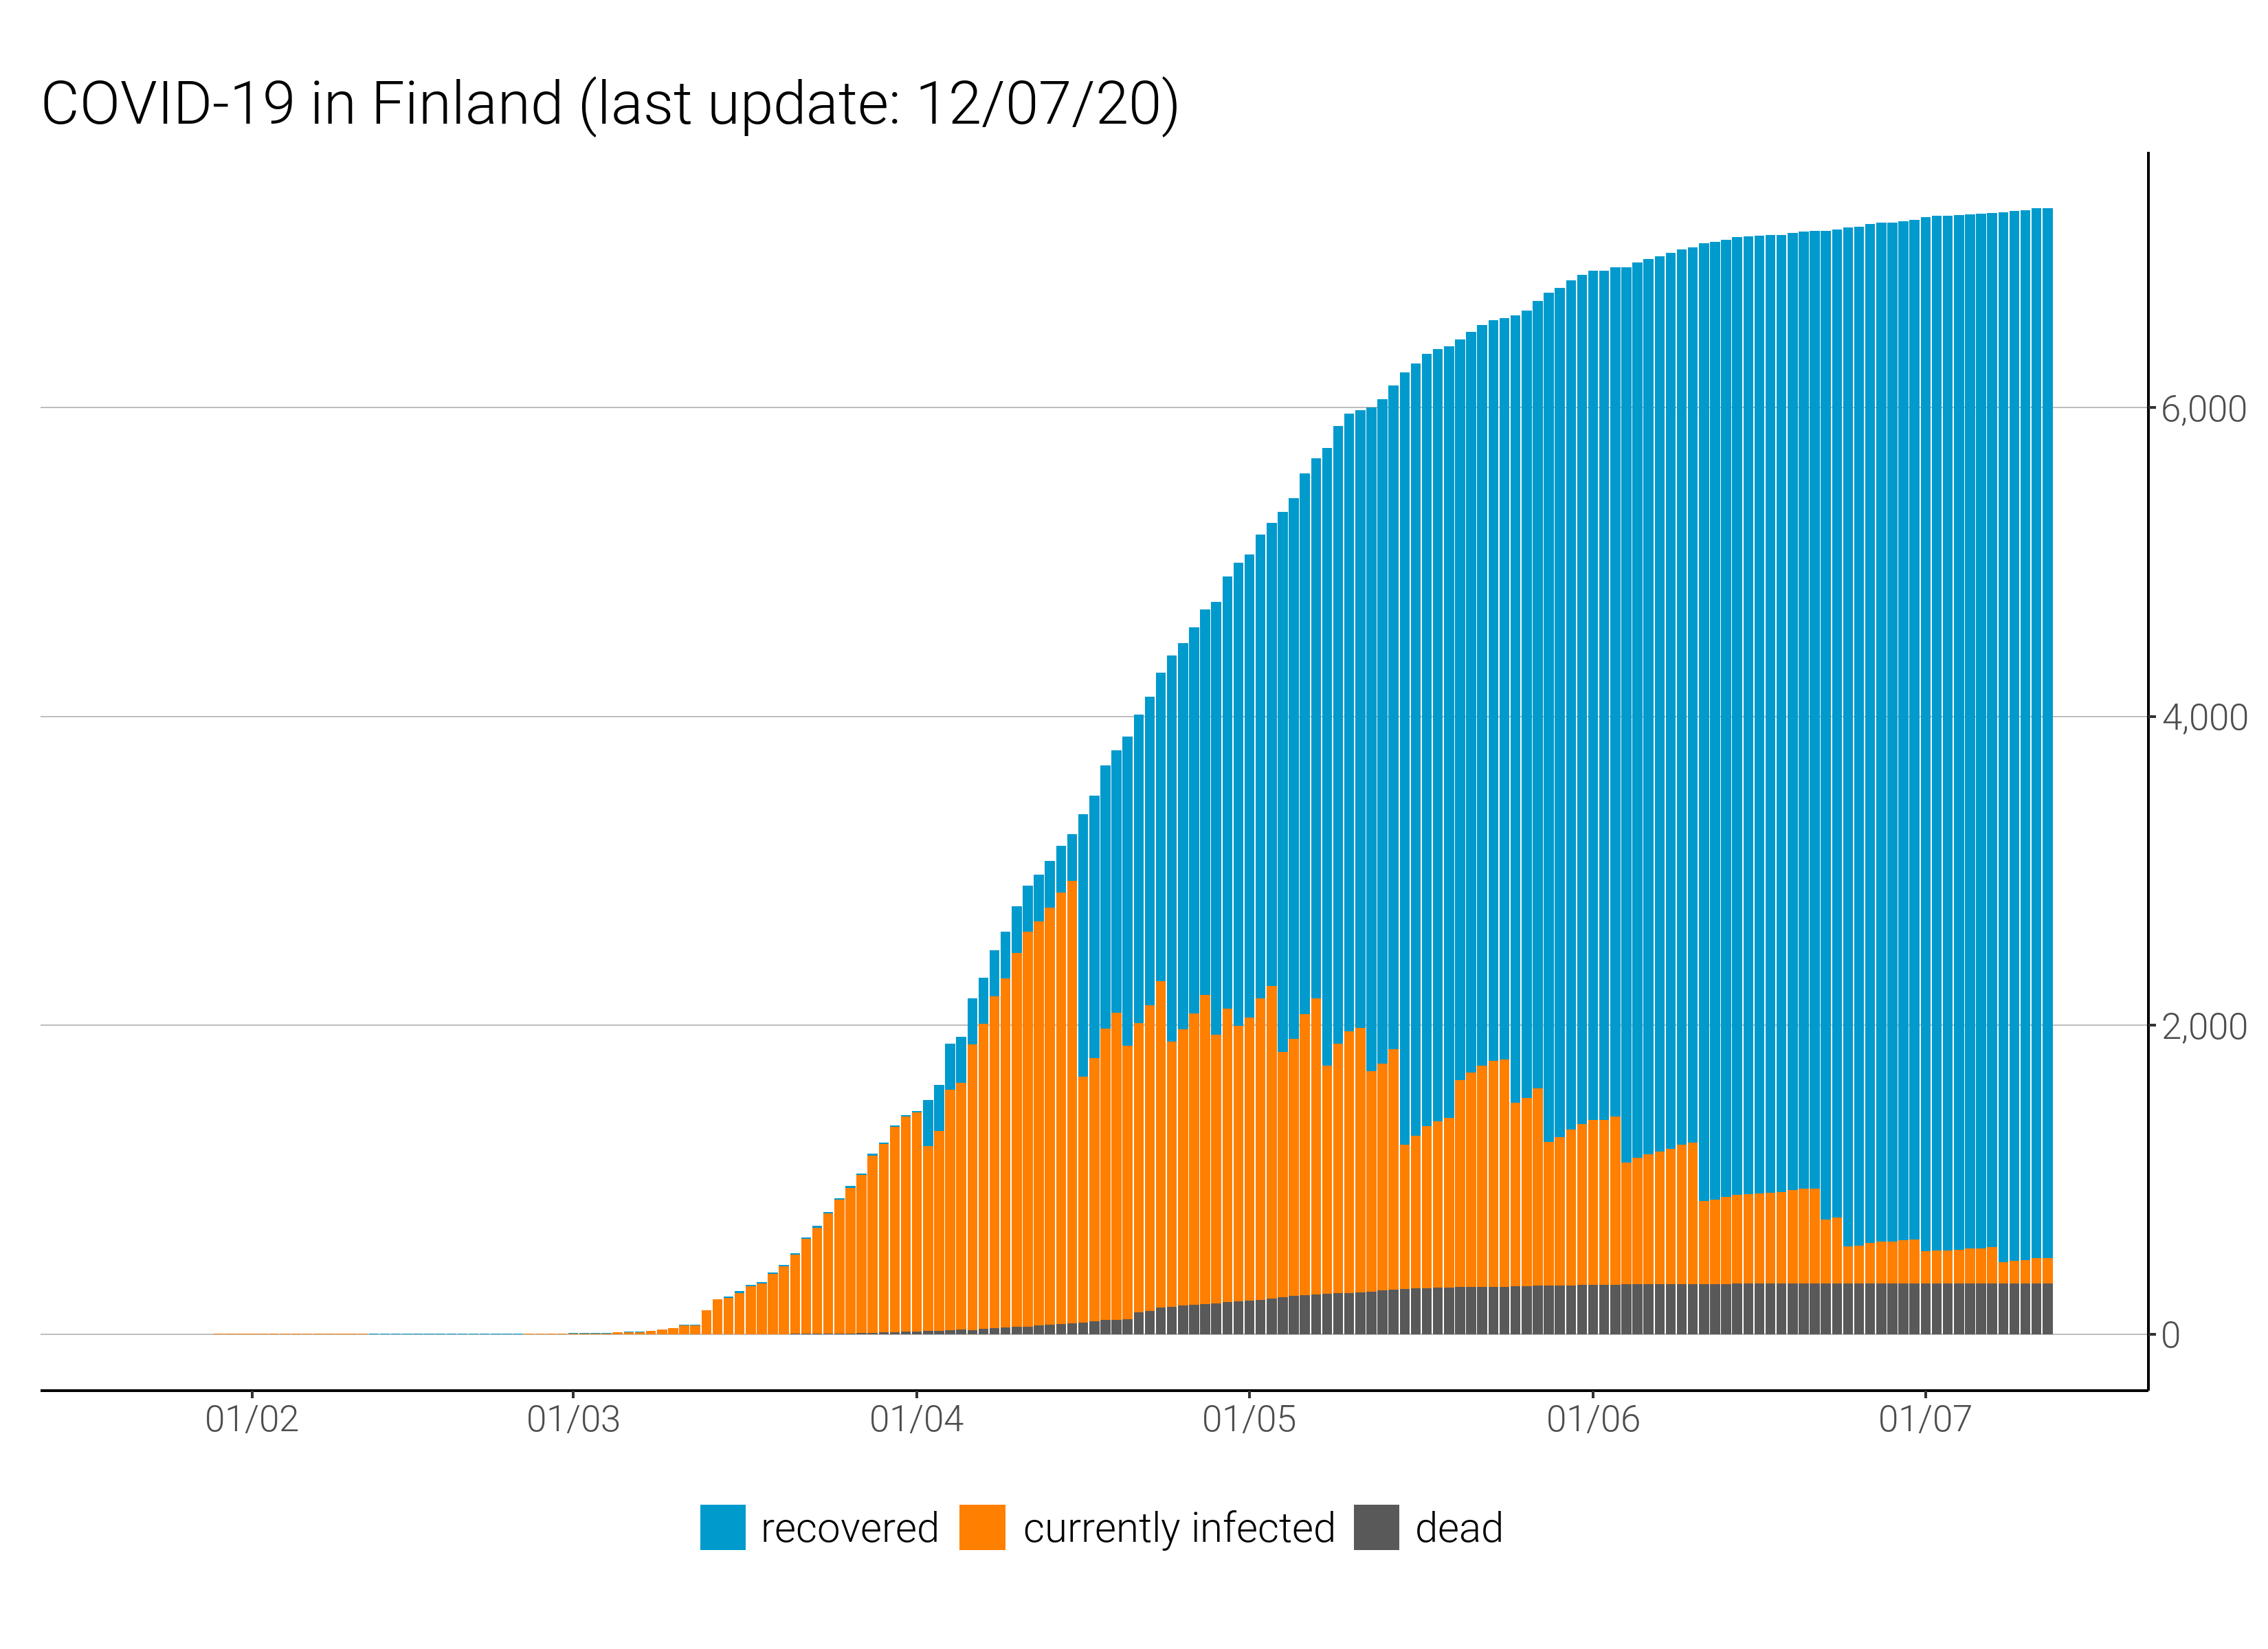 COVID-19 in Finland (last update: 12/07/20)
6,000
4,000
2,000
0
01/02 01/03 01/04 01/05 01/06 01/07
recovered currently infected dead